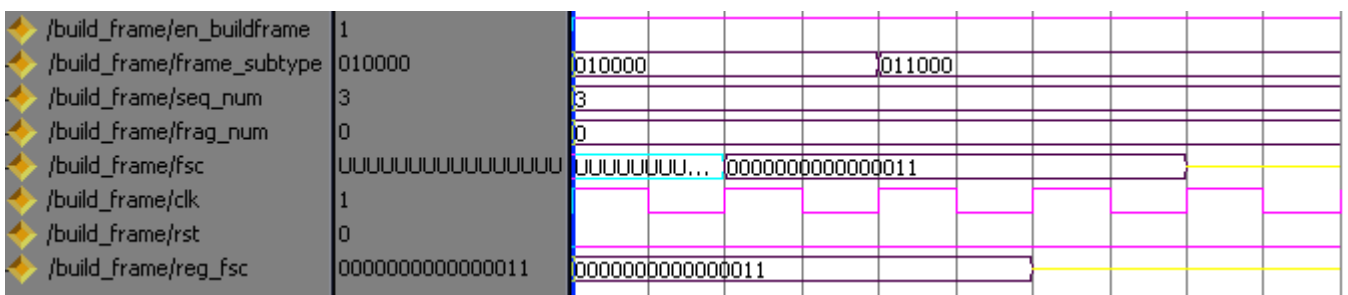 /build_frame/en_buildframe 1
/build_frame/frame_subtype 010000 010000 011000
/build_frame/seq_num 3 3
/build_frame/frag_num 0 0
/build_frame/fsc UUUUUUUUUUUUUUUU UUUUUUUU... 0000000000000011
/build_frame/clk 1
/build_frame/rst 0
/build_frame/reg_fsc 0000000000000011 0000000000000011